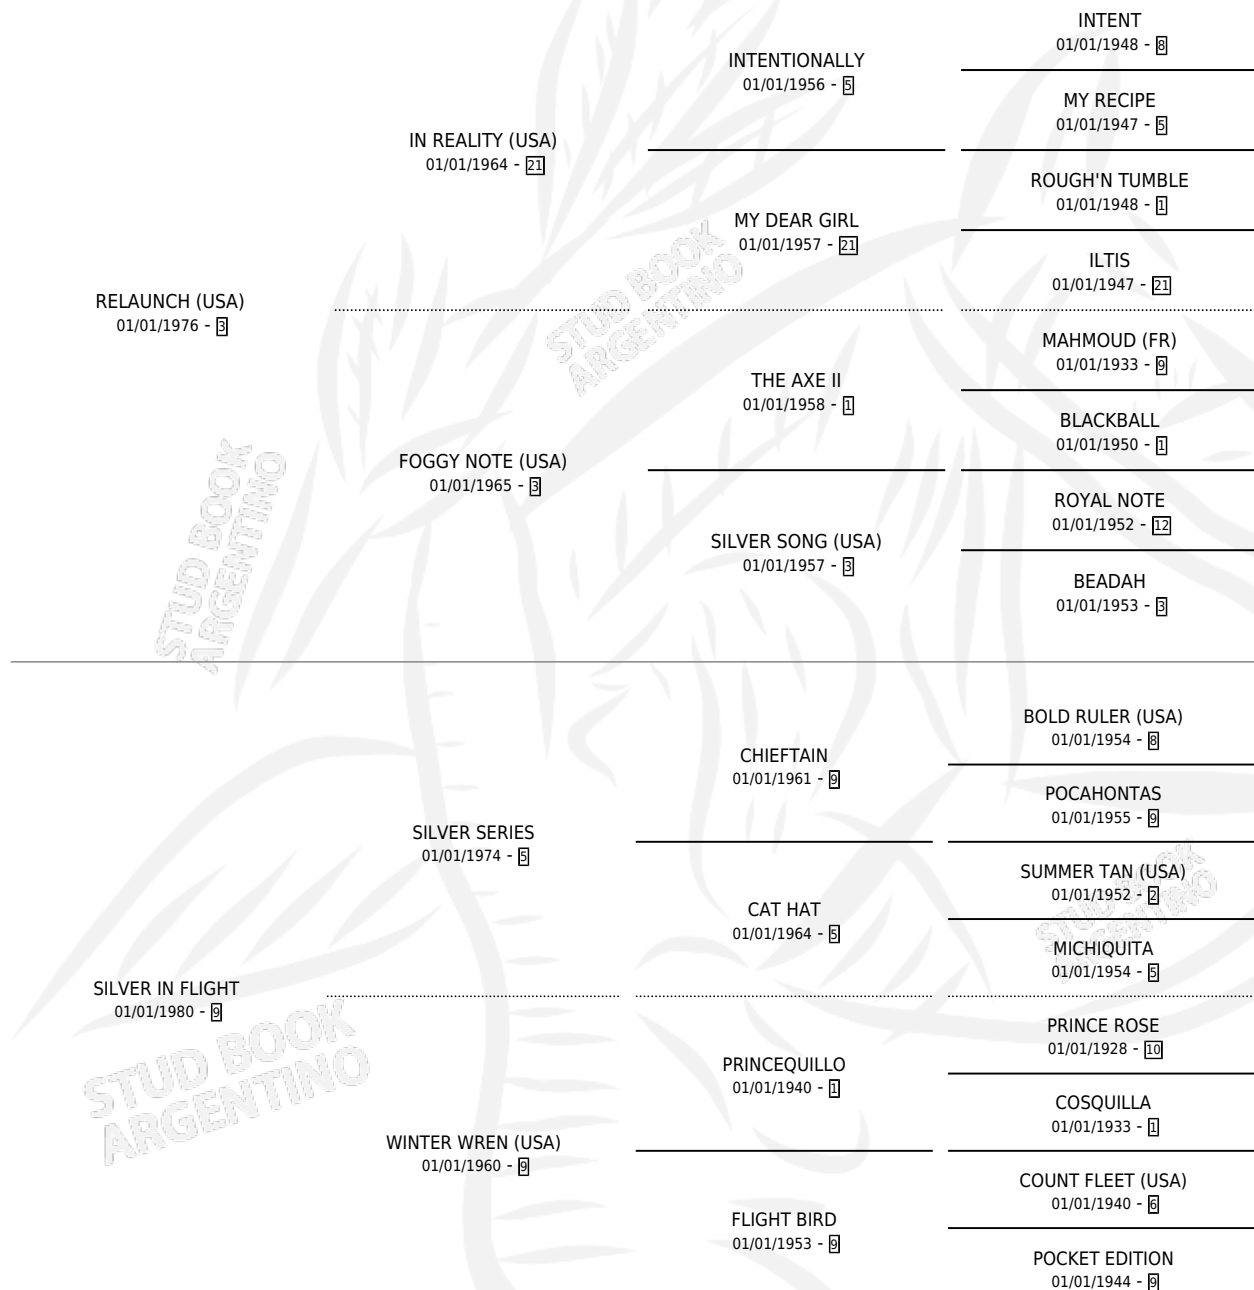 INTENT
01/01/1948 - 8
INTENTIONALLY
01/01/1956 - 5
MY RECIPE
01/01/1947 - 5
IN REALITY (USA)
01/01/1964 - 21
ROUGH'N TUMBLE
01/01/1948 - 1
MY DEAR GIRL
01/01/1957 - 21
ILTIS
01/01/1947 - 21
RELAUNCH (USA)
01/01/1976 - 3
STUD BOOK
ARGENTINO
MAHMOUD (FR)
01/01/1933 - 9
THE AXE II
01/01/1958 - 1
BLACKBALL
01/01/1950 - 1
FOGGY NOTE (USA)
01/01/1965 - 3
ROYAL NOTE
01/01/1952 - 12
SILVER SONG (USA)
01/01/1957 - 3
BEADAH
01/01/1953 - 3
STUD BOOK
ARGENTINO
BOLD RULER (USA)
01/01/1954 - 8
CHIEFTAIN
01/01/1961 - 9
POCAHONTAS
01/01/1955 - 9
SILVER SERIES
01/01/1974 - 5
SUMMER TAN (USA)
01/01/1952 - 2
CAT HAT
01/01/1964 - 5
STUD BOOK
ARGENTINO
MICHIQUITA
01/01/1954 - 5
SILVER IN FLIGHT
01/01/1980 - 9
STUD BOOK
ARGENTINO
PRINCE ROSE
01/01/1928 - 10
PRINCEQUILLO
01/01/1940 - 1
COSQUILLA
01/01/1933 - 1
WINTER WREN (USA)
01/01/1960 - 9
COUNT FLEET (USA)
01/01/1940 - 6
FLIGHT BIRD
01/01/1953 - 9
POCKET EDITION
01/01/1944 - 9